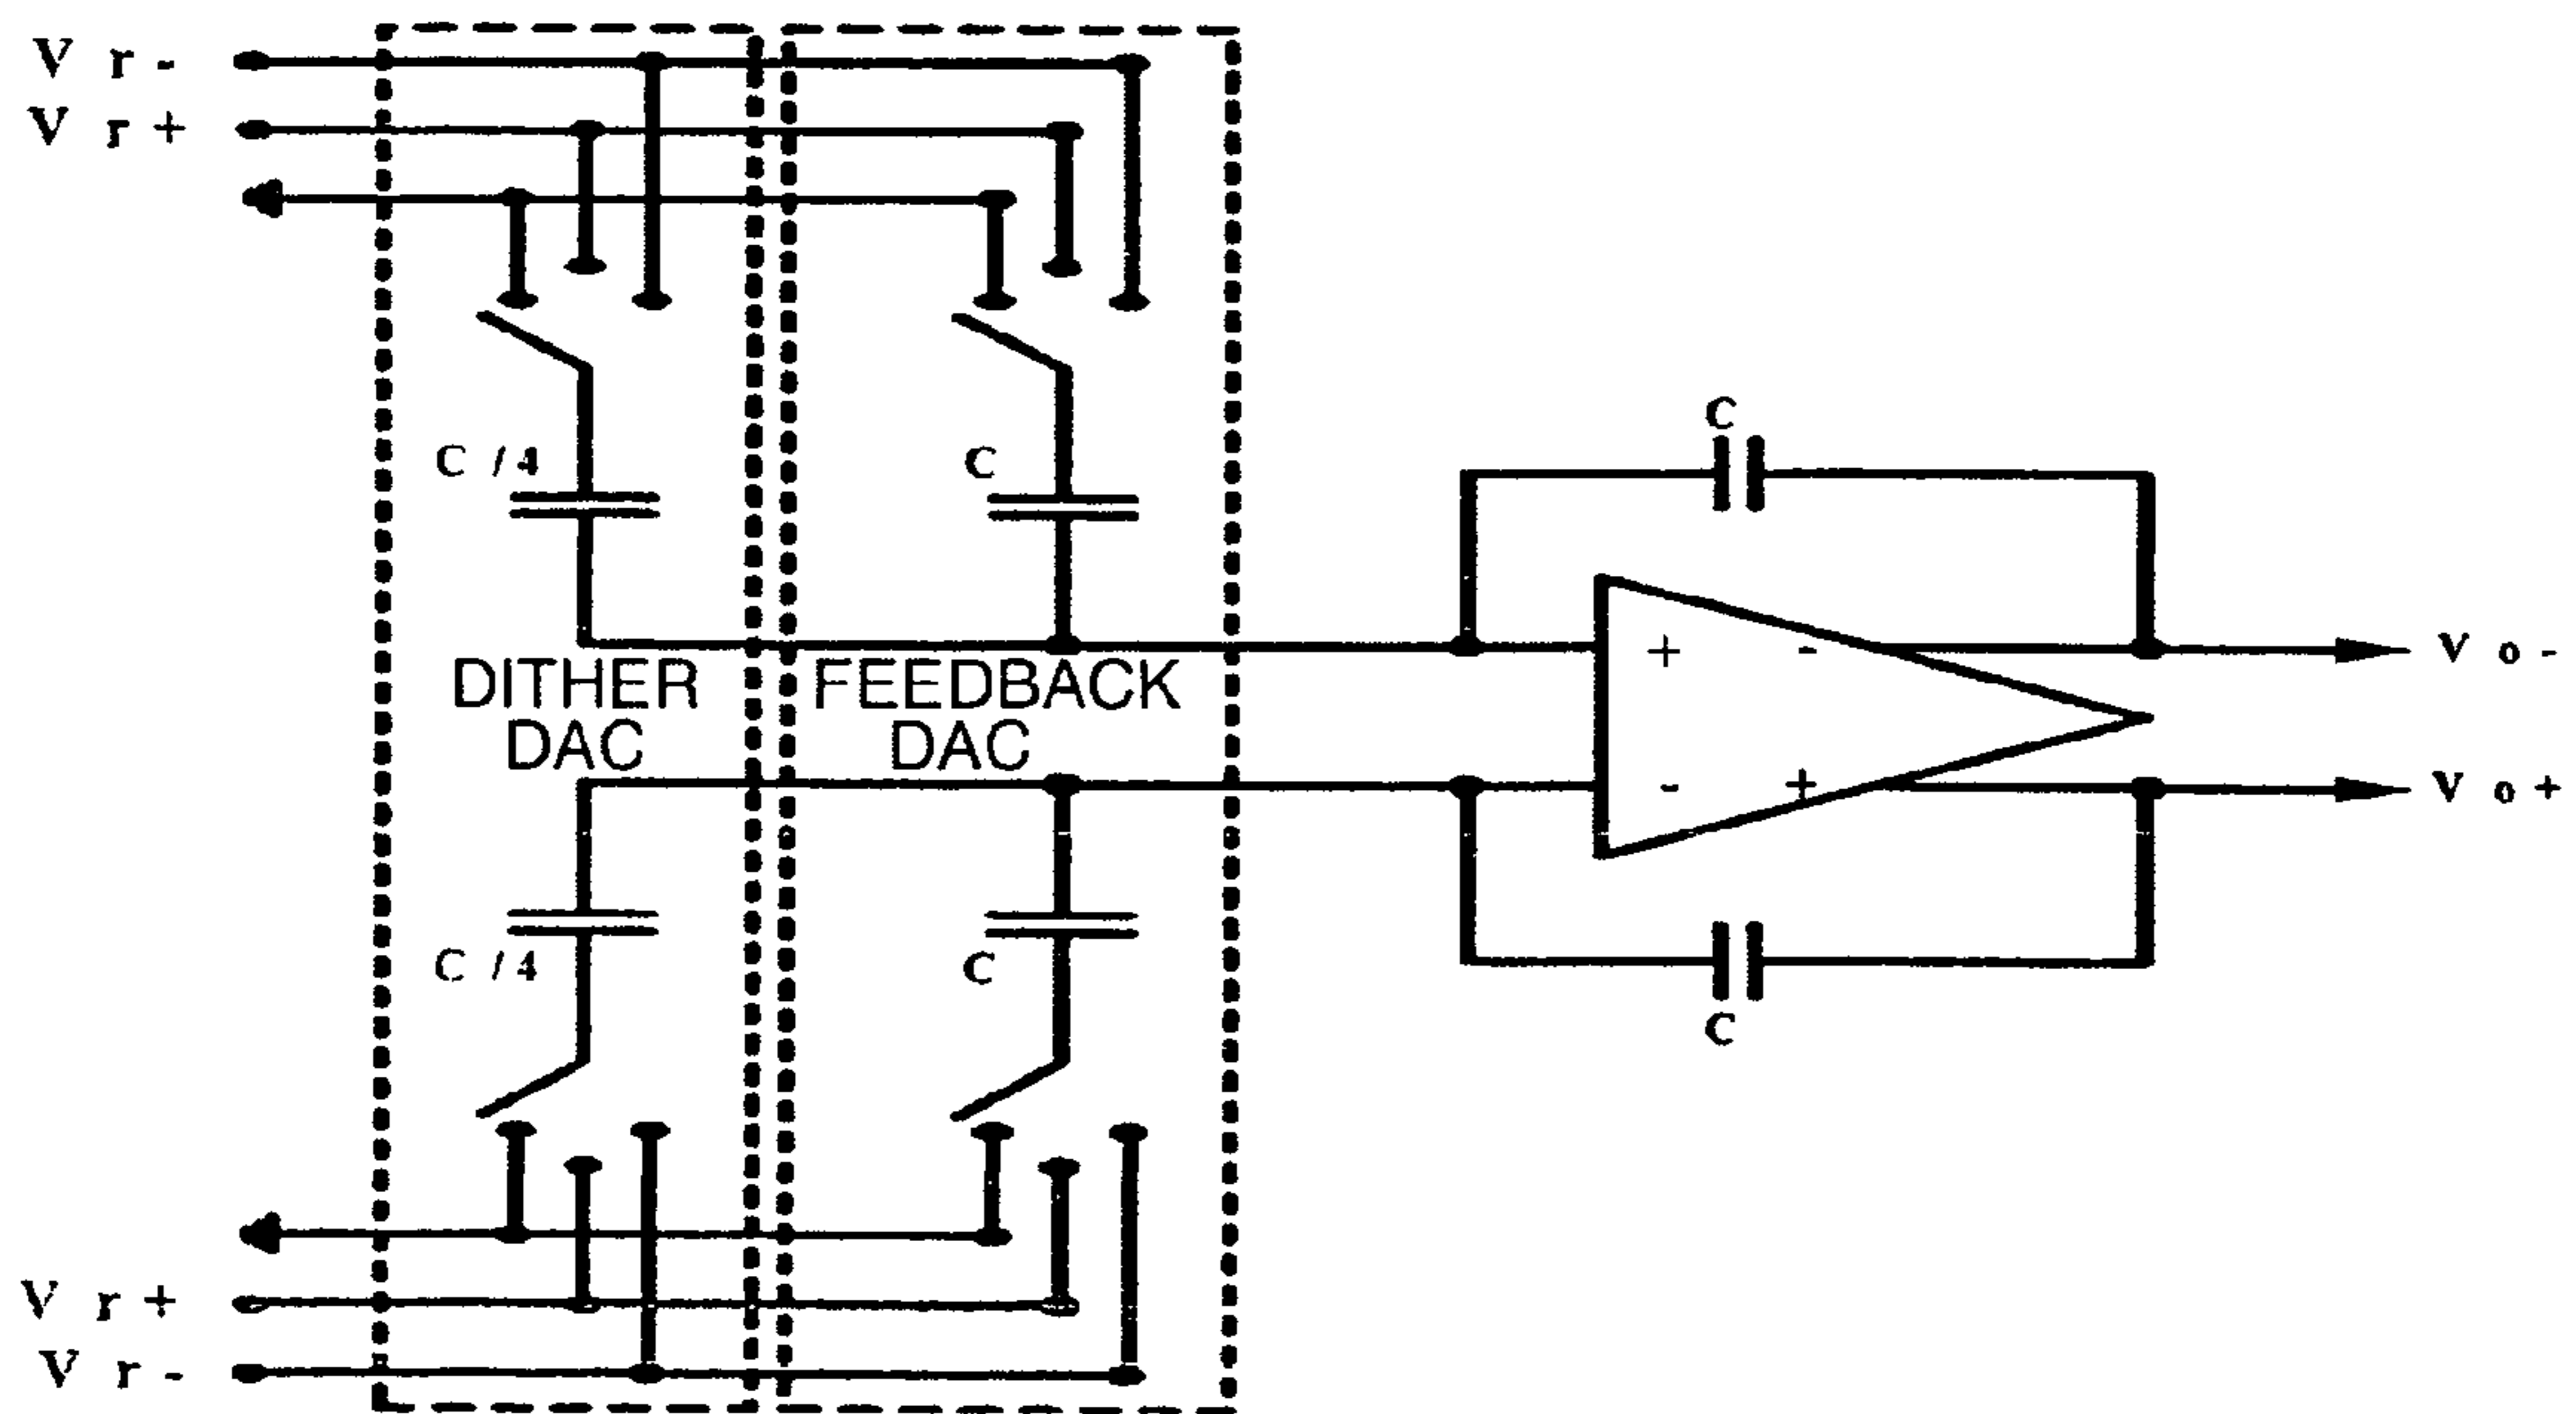 V r -
V r +
C / 4
C
C
+ -
V o -
DITHER DAC
FEEDBACK DAC
- +
V o +
C / 4
C
C
V r +
V r -